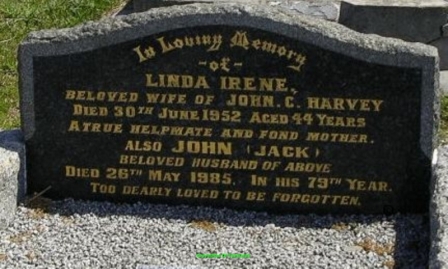 In Loving Memory
-of-
LINDA IRENE,
BELOVED WIFE OF JOHN. C. HARVEY
DIED 30TH JUNE 1952 AGED 44 YEARS
A TRUE HELPMATE AND FOND MOTHER.
ALSO JOHN (JACK)
BELOVED HUSBAND OF ABOVE
DIED 26TH MAY 1985. IN HIS 79TH YEAR.
TOO DEARLY LOVED TO BE FORGOTTEN.